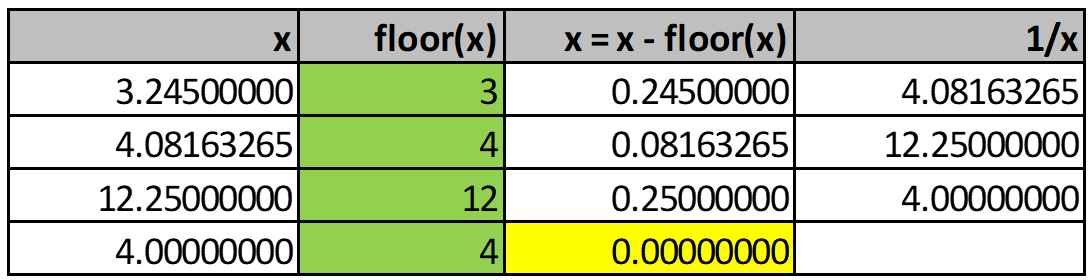 x floor(x) x = x - floor(x) 1/x
3.24500000 3 0.24500000 4.08163265
4.08163265 4 0.08163265 12.25000000
12.25000000 12 0.25000000 4.00000000
4.00000000 4 0.00000000